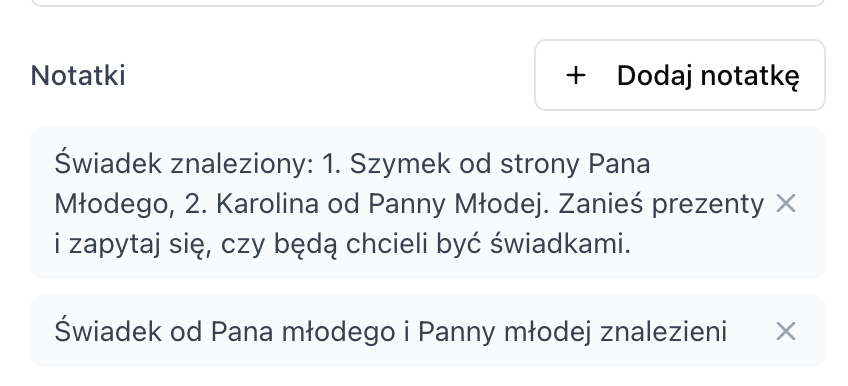 Notatki
+ Dodaj notatkę
Świadek znaleziony: 1. Szymek od strony Pana
Młodego, 2. Karolina od Panny Młodej. Zanieś prezenty
i zapytaj się, czy będą chcieli być świadkami.
Świadek od Pana młodego i Panny młodej znalezieni